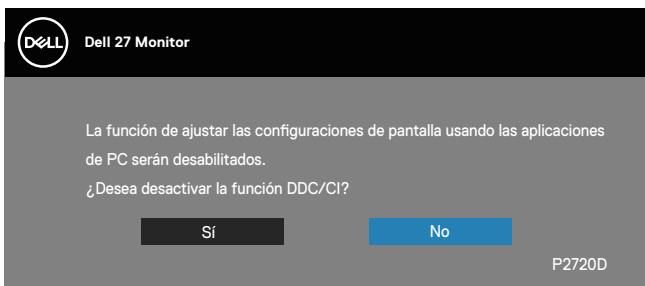 DELL
Dell 27 Monitor
La función de ajustar las configuraciones de pantalla usando las aplicaciones
de PC serán desabilitados.
¿Desea desactivar la función DDC/CI?
Sí
No
P2720D